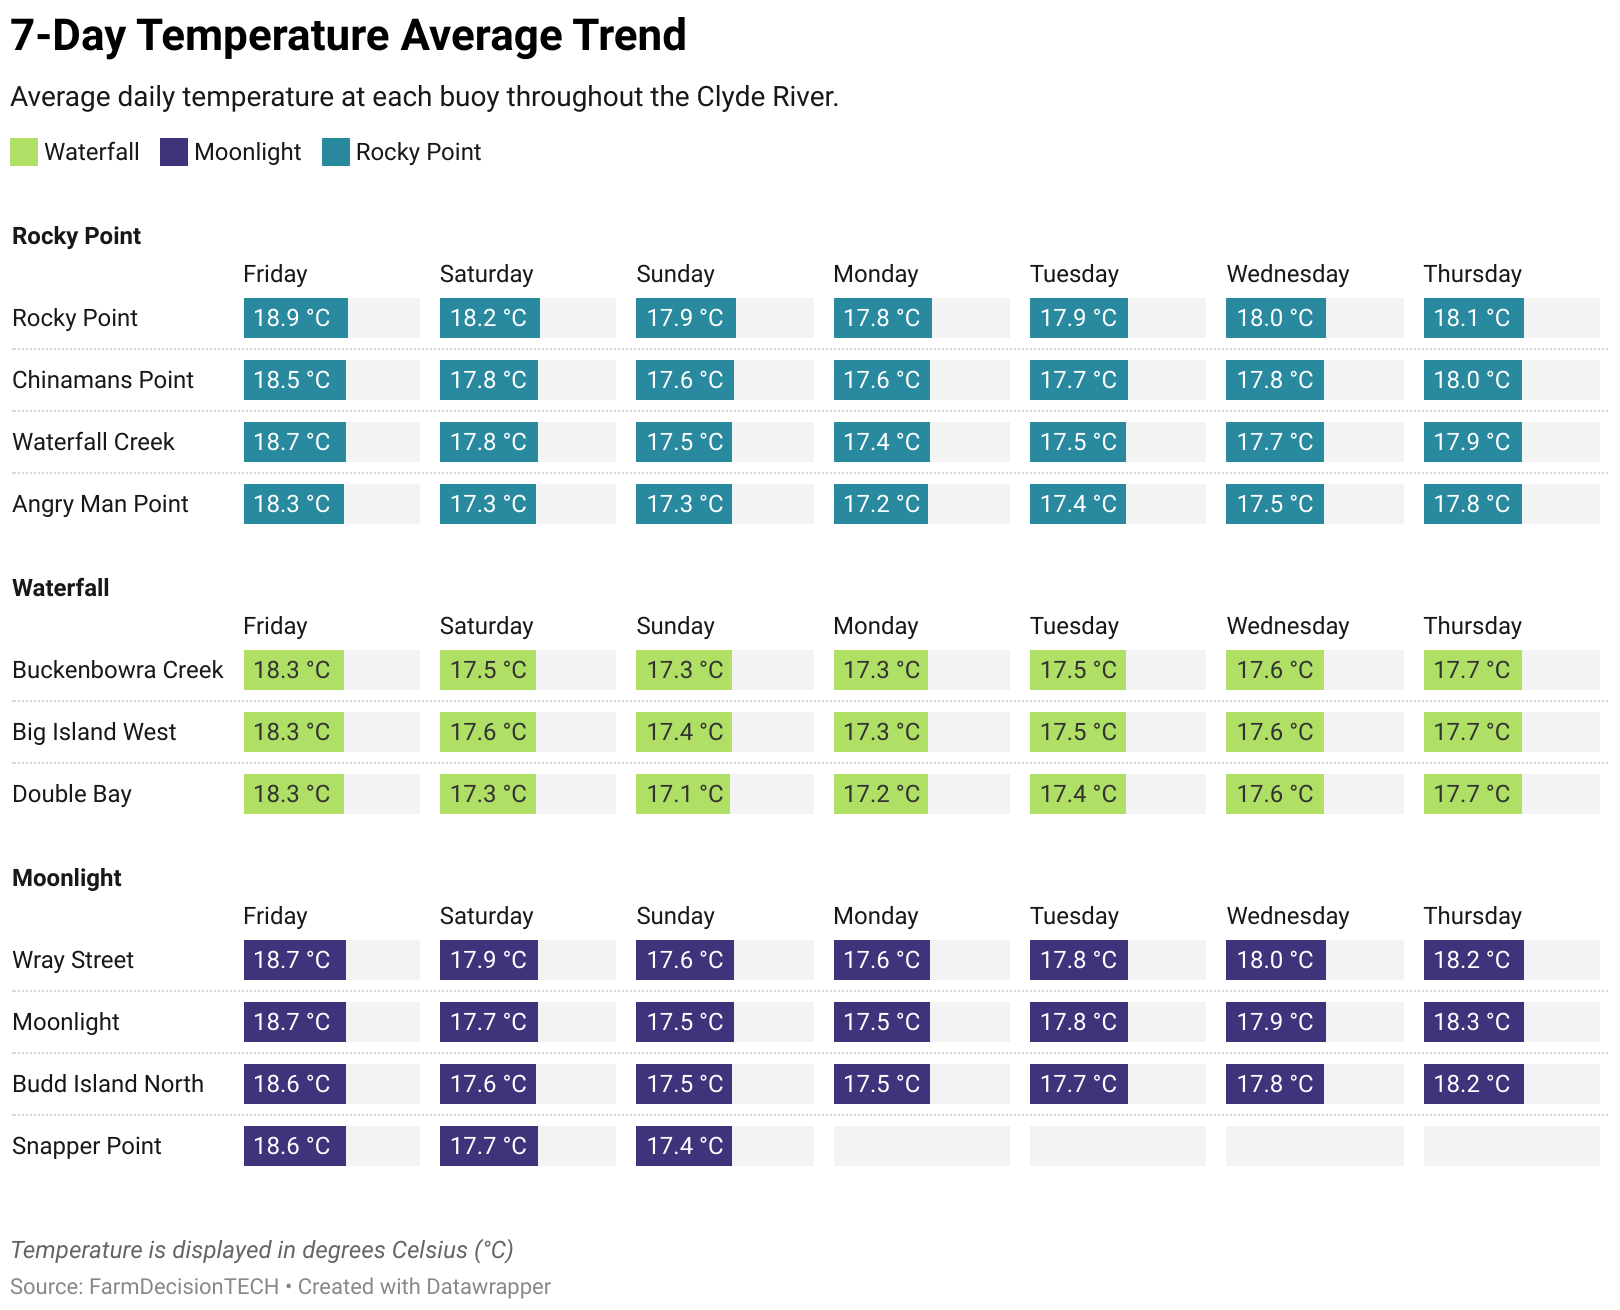 7-Day Temperature Average Trend
Average daily temperature at each buoy throughout the Clyde River.
Waterfall Moonlight Rocky Point
Rocky Point
Friday Saturday Sunday Monday Tuesday Wednesday Thursday
Rocky Point 18.9 °C 18.2 °C 17.9 °C 17.8 °C 17.9 °C 18.0 °C 18.1 °C
Chinamans Point 18.5 °C 17.8 °C 17.6 °C 17.6 °C 17.7 °C 17.8 °C 18.0 °C
Waterfall Creek 18.7 °C 17.8 °C 17.5 °C 17.4 °C 17.5 °C 17.7 °C 17.9 °C
Angry Man Point 18.3 °C 17.3 °C 17.3 °C 17.2 °C 17.4 °C 17.5 °C 17.8 °C
Waterfall
Friday Saturday Sunday Monday Tuesday Wednesday Thursday
Buckenbowra Creek 18.3 °C 17.5 °C 17.3 °C 17.3 °C 17.5 °C 17.6 °C 17.7 °C
Big Island West 18.3 °C 17.6 °C 17.4 °C 17.3 °C 17.5 °C 17.6 °C 17.7 °C
Double Bay 18.3 °C 17.3 °C 17.1 °C 17.2 °C 17.4 °C 17.6 °C 17.7 °C
Moonlight
Friday Saturday Sunday Monday Tuesday Wednesday Thursday
Wray Street 18.7 °C 17.9 °C 17.6 °C 17.6 °C 17.8 °C 18.0 °C 18.2 °C
Moonlight 18.7 °C 17.7 °C 17.5 °C 17.5 °C 17.8 °C 17.9 °C 18.3 °C
Budd Island North 18.6 °C 17.6 °C 17.5 °C 17.5 °C 17.7 °C 17.8 °C 18.2 °C
Snapper Point 18.6 °C 17.7 °C 17.4 °C
Temperature is displayed in degrees Celsius (°C)
Source: FarmDecisionTECH • Created with Datawrapper